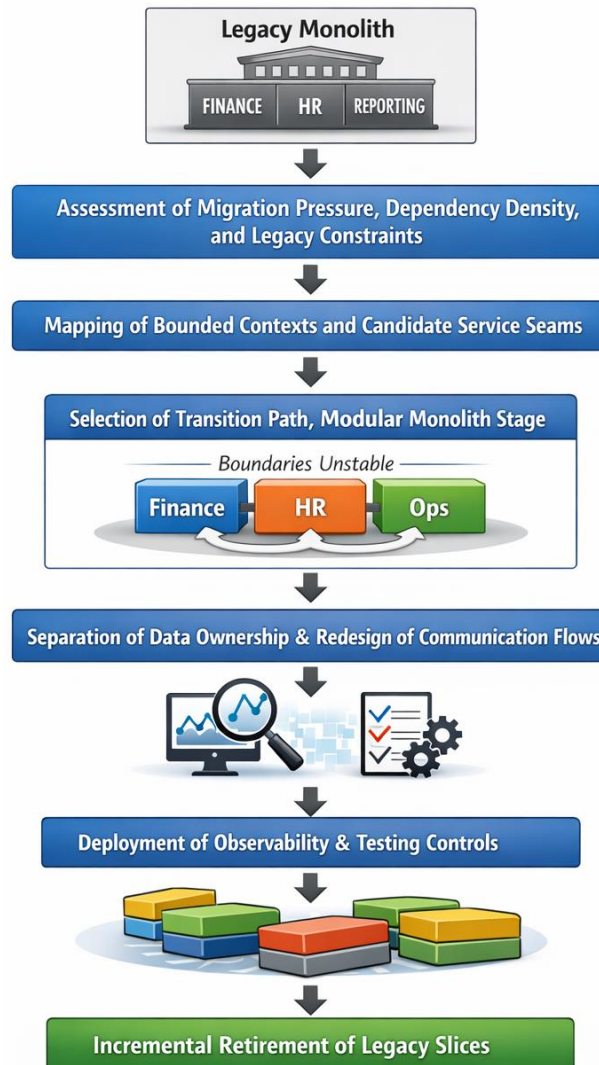 Legacy Monolith
FINANCE HR REPORTING
Assessment of Migration Pressure, Dependency Density,
and Legacy Constraints
Mapping of Bounded Contexts and Candidate Service Seams
Selection of Transition Path, Modular Monolith Stage
Boundaries Unstable
Finance HR Ops
Separation of Data Ownership & Redesign of Communication Flows
Deployment of Observability & Testing Controls
Incremental Retirement of Legacy Slices